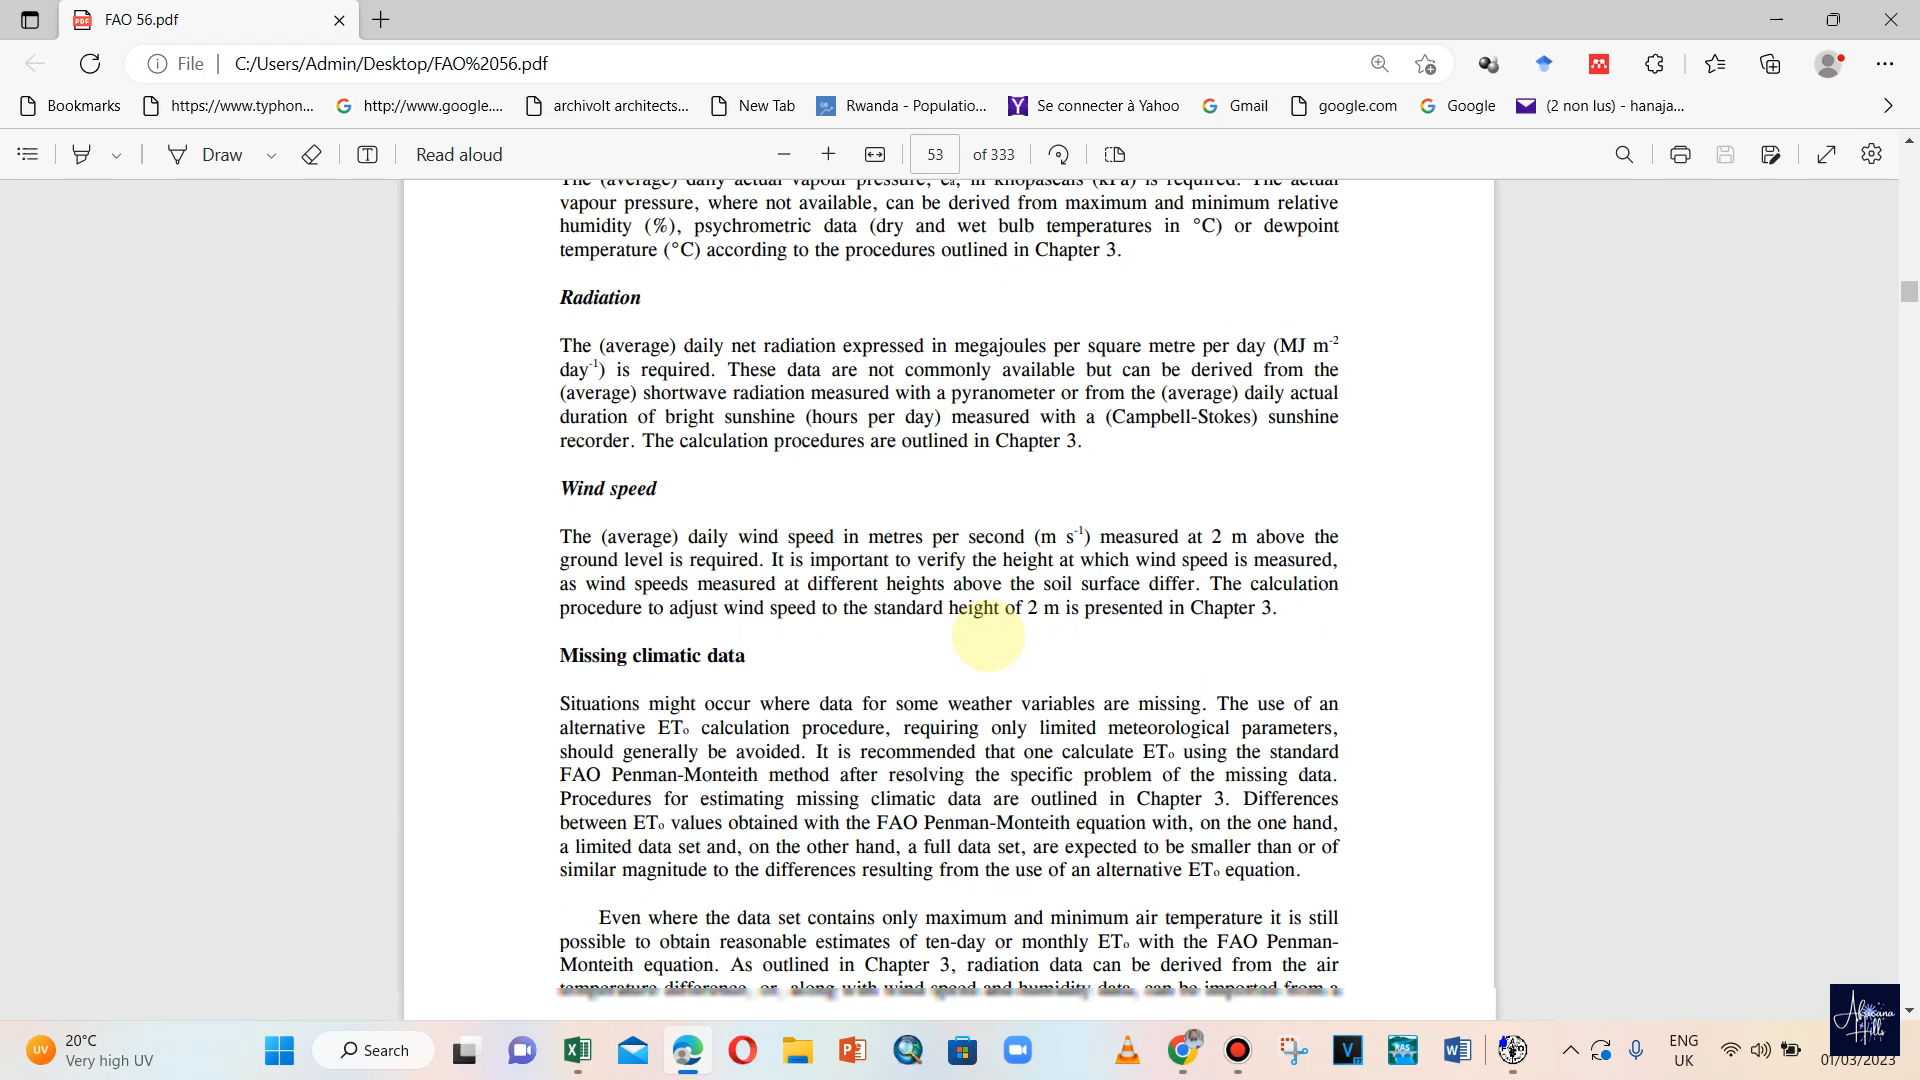 FAO 56.pdf
File C:/Users/Admin/Desktop/FAO%2056.pdf
Bookmarks https://www.typhon... http://www.google.... archivolt architects... New Tab Rwanda - Populatio... Se connecter à Yahoo Gmail google.com Google (2 non lus) - hanaja...
Draw Read aloud 53 of 333
The (average) daily actual vapour pressure, ea, in kilopascals (kPa) is required. The actual
vapour pressure, where not available, can be derived from maximum and minimum relative
humidity (%), psychrometric data (dry and wet bulb temperatures in °C) or dewpoint
temperature (°C) according to the procedures outlined in Chapter 3.
Radiation
The (average) daily net radiation expressed in megajoules per square metre per day (MJ m-2
day-1) is required. These data are not commonly available but can be derived from the
(average) shortwave radiation measured with a pyranometer or from the (average) daily actual
duration of bright sunshine (hours per day) measured with a (Campbell-Stokes) sunshine
recorder. The calculation procedures are outlined in Chapter 3.
Wind speed
The (average) daily wind speed in metres per second (m s-1) measured at 2 m above the
ground level is required. It is important to verify the height at which wind speed is measured,
as wind speeds measured at different heights above the soil surface differ. The calculation
procedure to adjust wind speed to the standard height of 2 m is presented in Chapter 3.
Missing climatic data
Situations might occur where data for some weather variables are missing. The use of an
alternative ETo calculation procedure, requiring only limited meteorological parameters,
should generally be avoided. It is recommended that one calculate ETo using the standard
FAO Penman-Monteith method after resolving the specific problem of the missing data.
Procedures for estimating missing climatic data are outlined in Chapter 3. Differences
between ETo values obtained with the FAO Penman-Monteith equation with, on the one hand,
a limited data set and, on the other hand, a full data set, are expected to be smaller than or of
similar magnitude to the differences resulting from the use of an alternative ETo equation.
Even where the data set contains only maximum and minimum air temperature it is still
possible to obtain reasonable estimates of ten-day or monthly ETo with the FAO Penman-
Monteith equation. As outlined in Chapter 3, radiation data can be derived from the air
temperature difference, or, along with wind speed and humidity data, can be imported from a
Africana
Hills
UV 20°C
Very high UV
Search
ENG
UK
01/03/2023